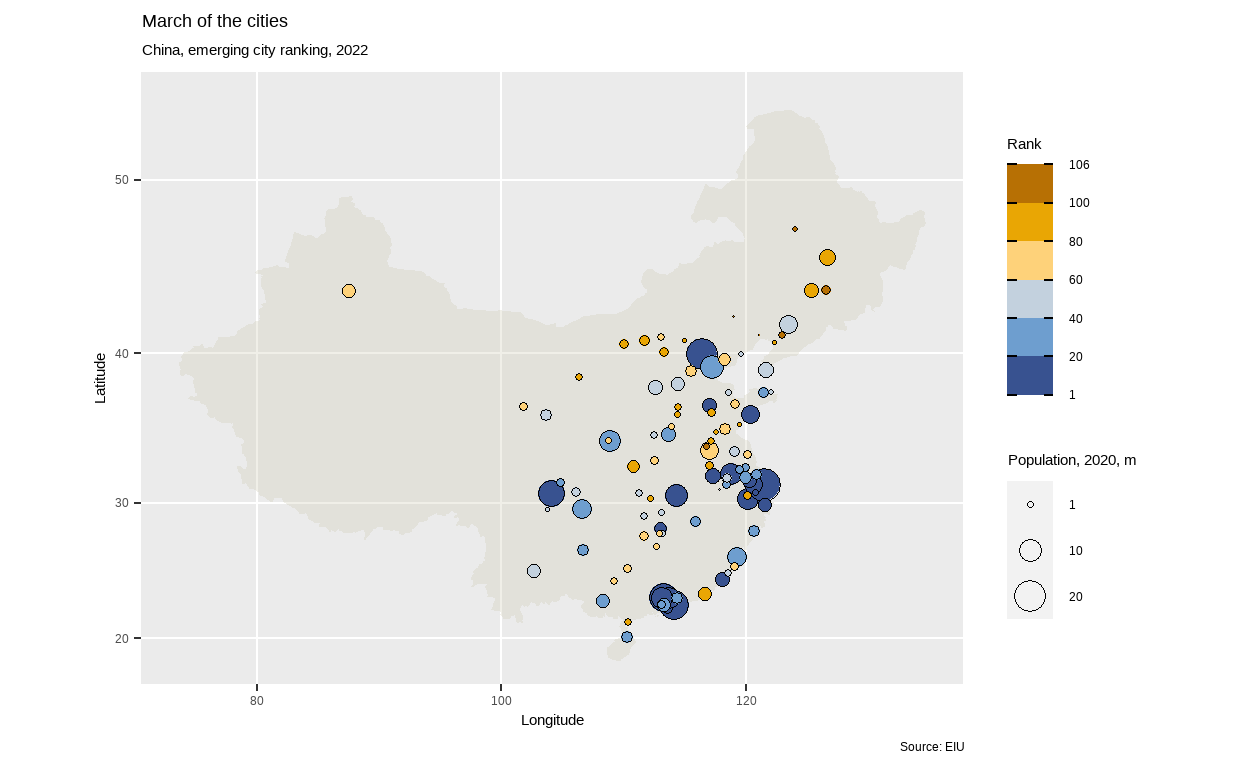 March of the cities
China, emerging city ranking, 2022
50
40
30
20
Latitude
80
100
120
Longitude
Rank
106
100
80
60
40
20
1
Population, 2020, m
1
10
20
Source: EIU